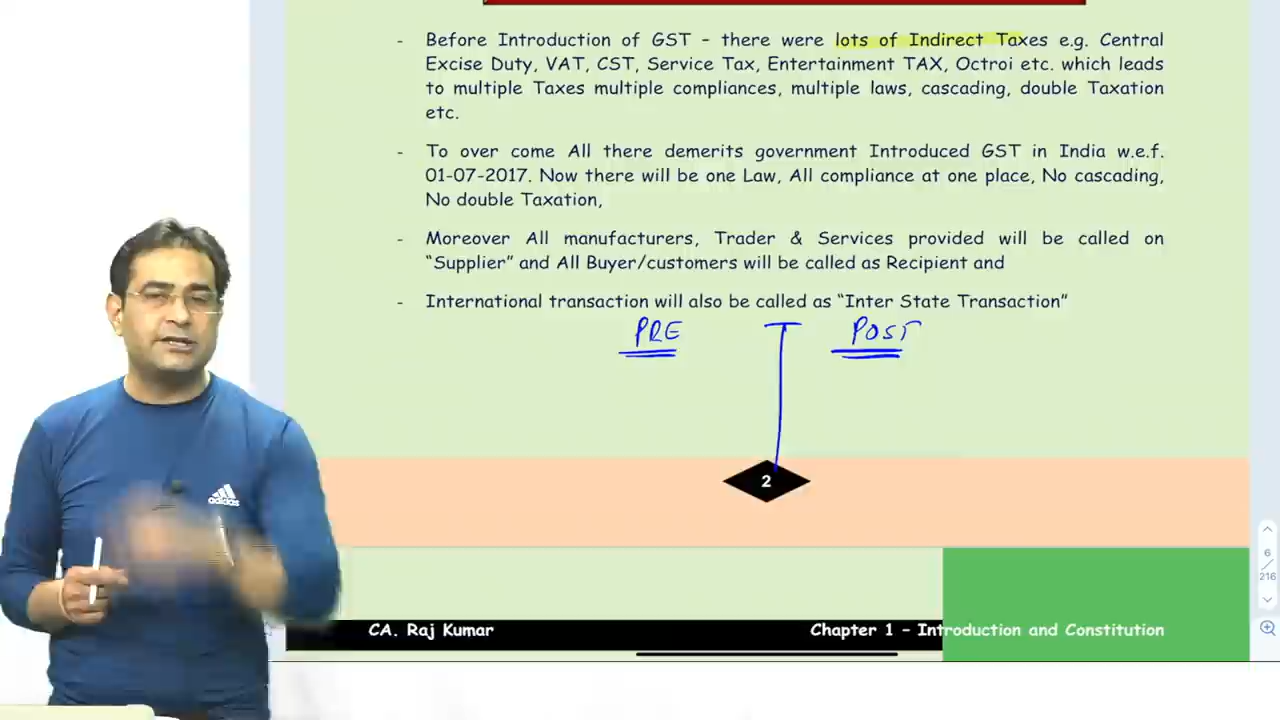 - Before Introduction of GST – there were lots of Indirect Taxes e.g. Central
Excise Duty, VAT, CST, Service Tax, Entertainment TAX, Octroi etc. which leads
to multiple Taxes multiple compliances, multiple laws, cascading, double Taxation
etc.
- To over come All there demerits government Introduced GST in India w.e.f.
01-07-2017. Now there will be one Law, All compliance at one place, No cascading,
No double Taxation,
- Moreover All manufacturers, Trader & Services provided will be called on
“Supplier” and All Buyer/customers will be called as Recipient and
- International transaction will also be called as “Inter State Transaction”
PRE POST
adidas
2
6
/
216
CA. Raj Kumar Chapter 1 – Introduction and Constitution